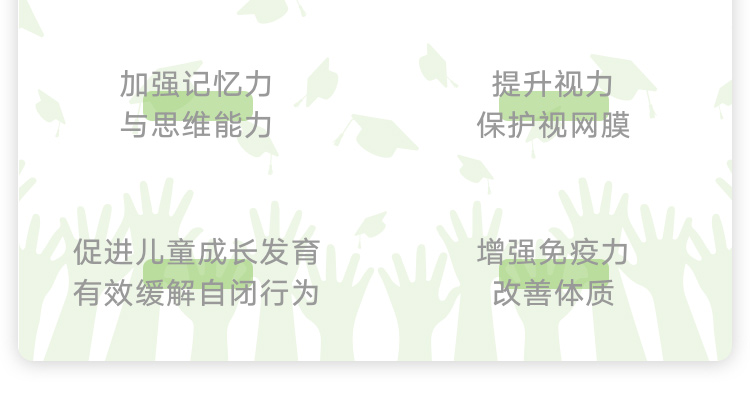 加强记忆力
与思维能力
提升视力
保护视网膜
促进儿童成长发育
有效缓解自闭行为
增强免疫力
改善体质